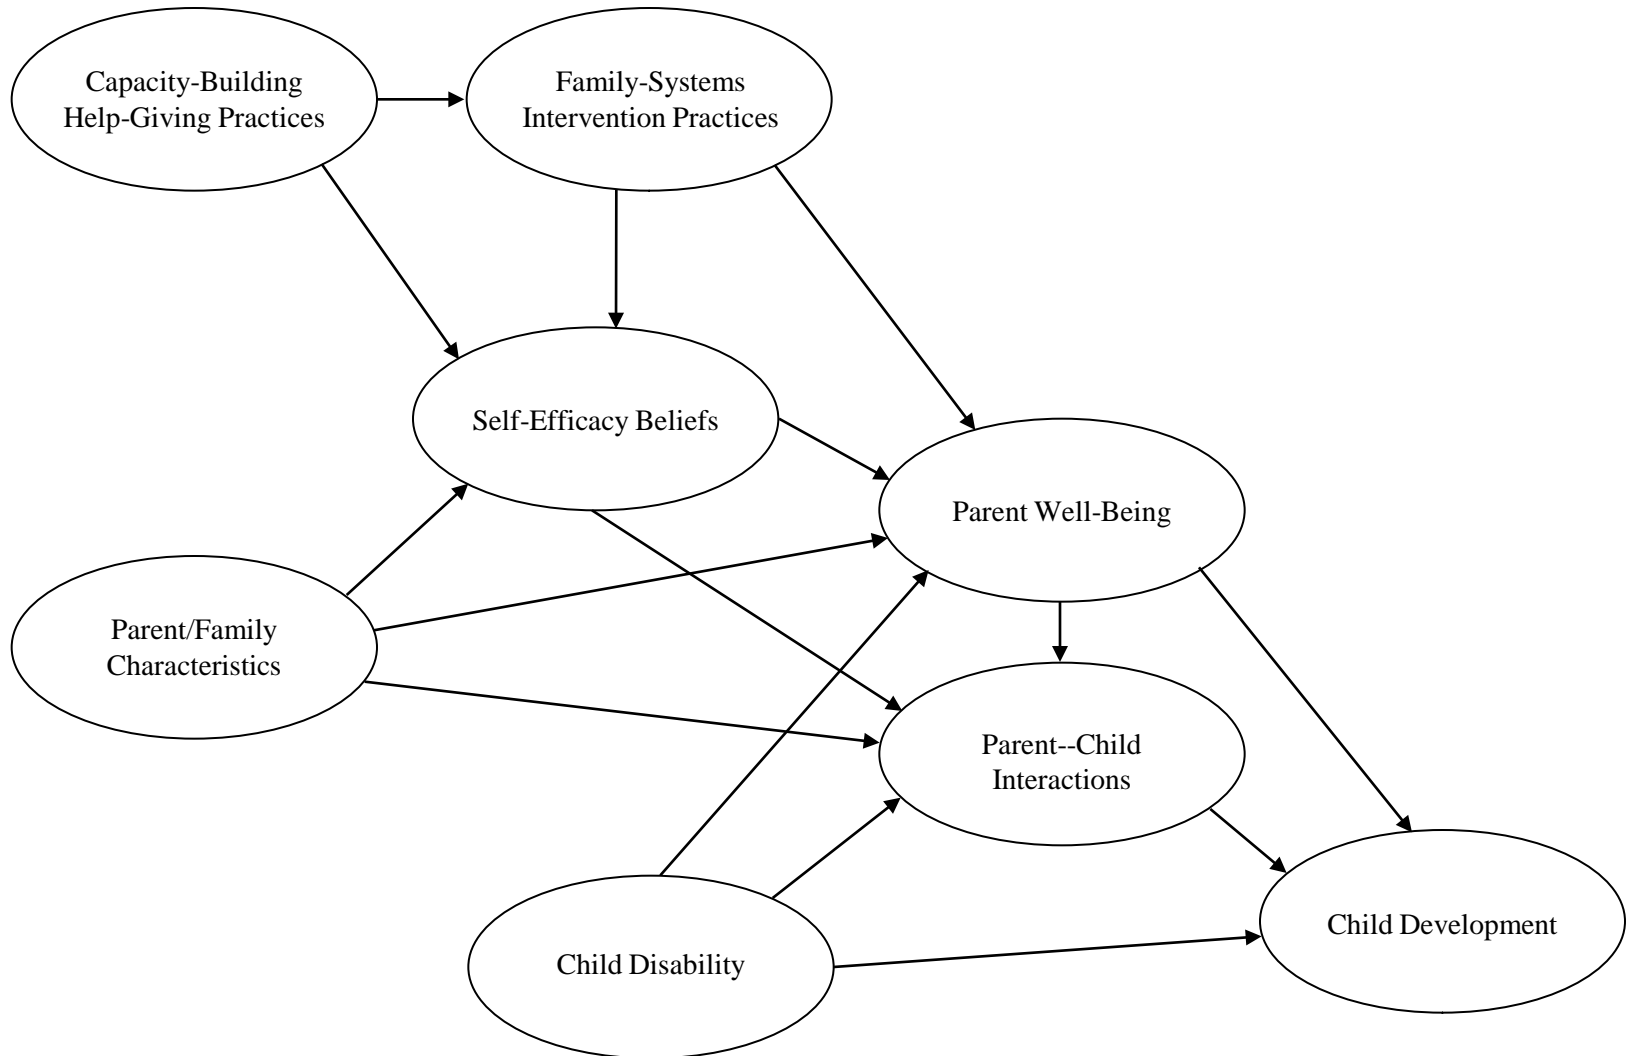 Capacity-Building
Help-Giving Practices
Family-Systems
Intervention Practices
Self-Efficacy Beliefs
Parent Well-Being
Parent/Family
Characteristics
Parent--Child
Interactions
Child Development
Child Disability